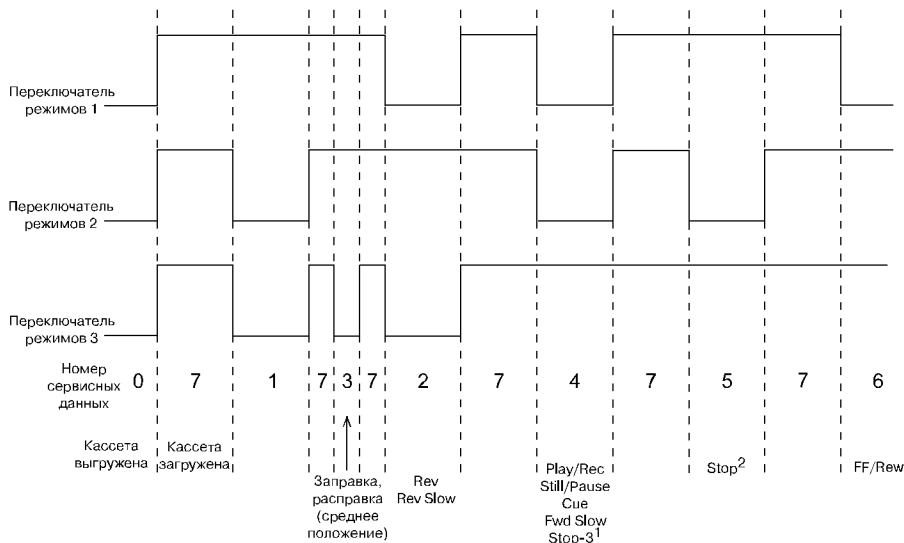 Переключатель
режимов 1
Переключатель
режимов 2
Переключатель
режимов 3
Номер
сервисных
данных
0 7 1 7 3 7 2 7 4 7 5 7 6
Кассета
выгружена
Кассета
загружена
Заправка,
расправка
(среднее
положение)
Rev
Rev Slow
Play/Rec
Still/Pause
Cue
Fwd Slow
Stop-3¹
Stop²
FF/Rew